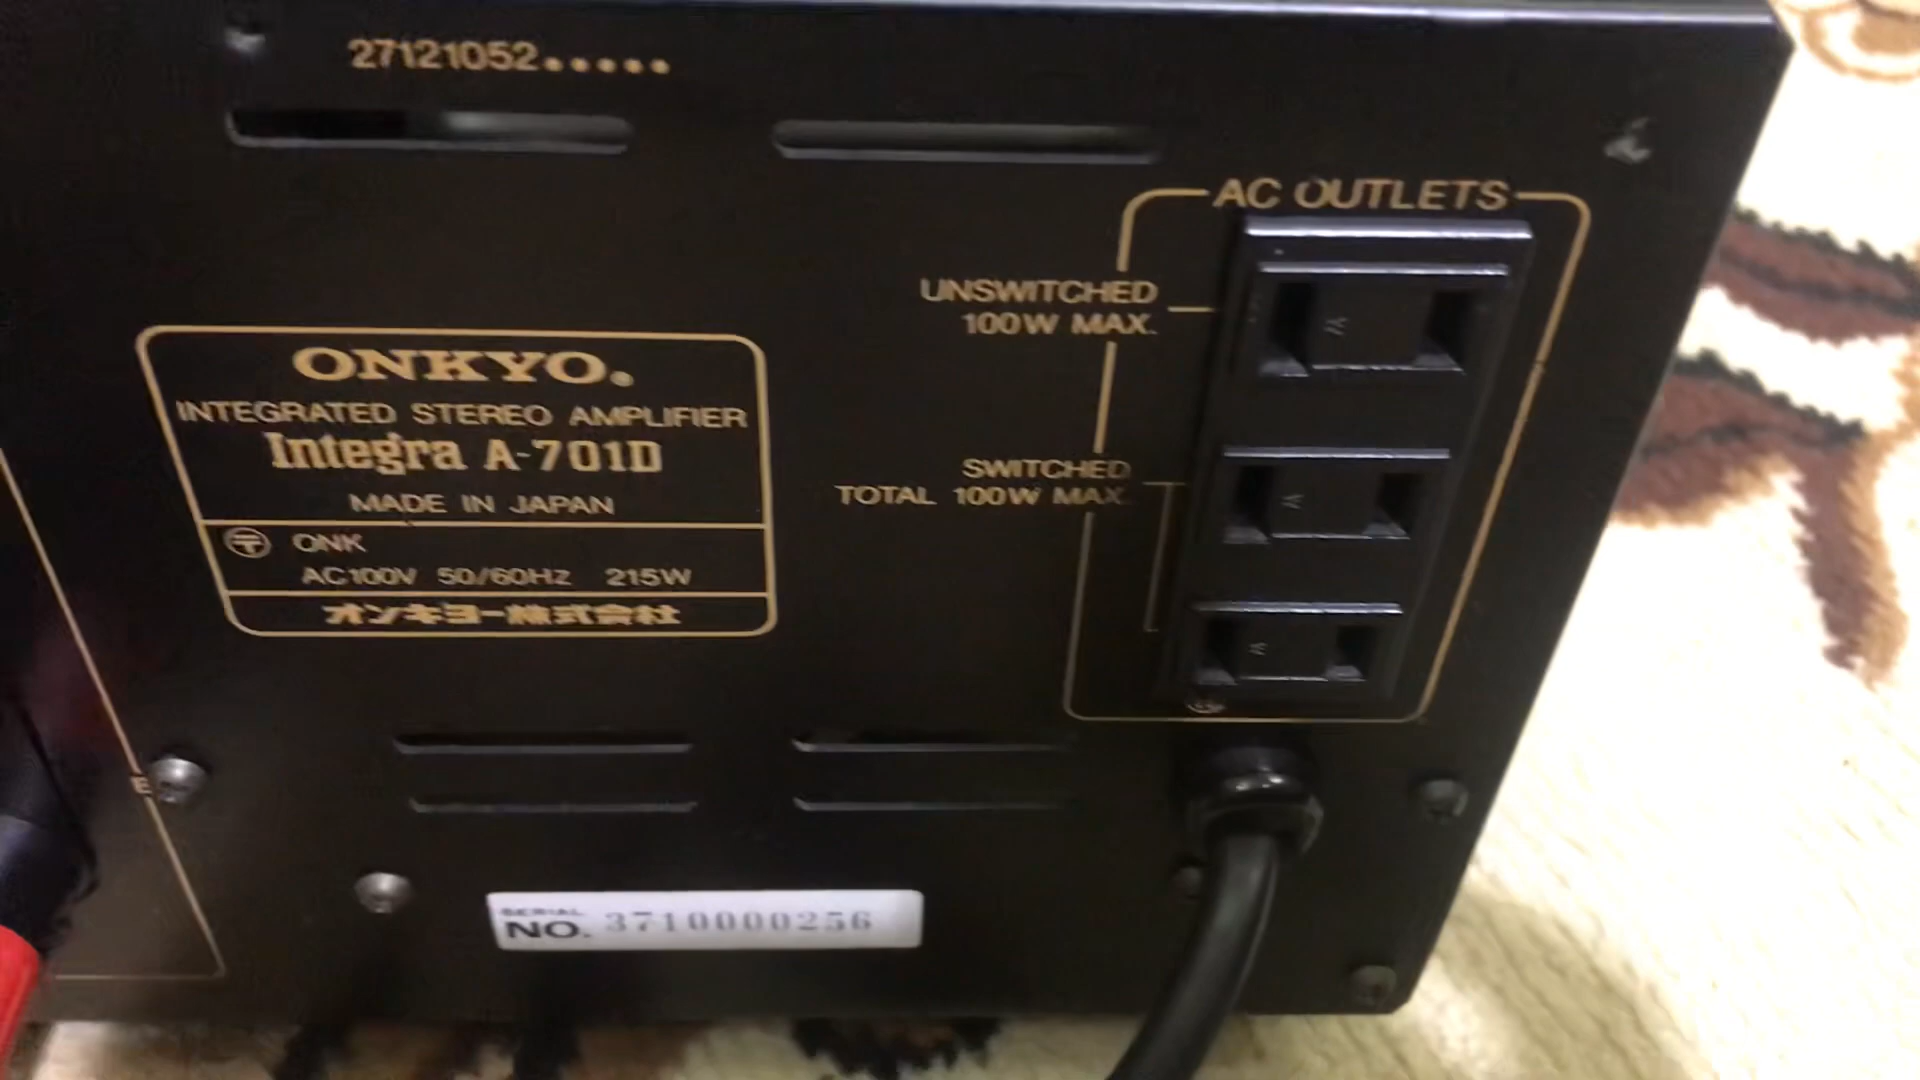 27121052•••••
AC OUTLETS
UNSWITCHED
100W MAX.
SWITCHED
TOTAL 100W MAX.
ONKYO®
INTEGRATED STEREO AMPLIFIER
Integra A-701D
MADE IN JAPAN
ONK
AC100V 50/60Hz 215W
オンキヨー株式会社
E
SERIAL
NO. 3710000256